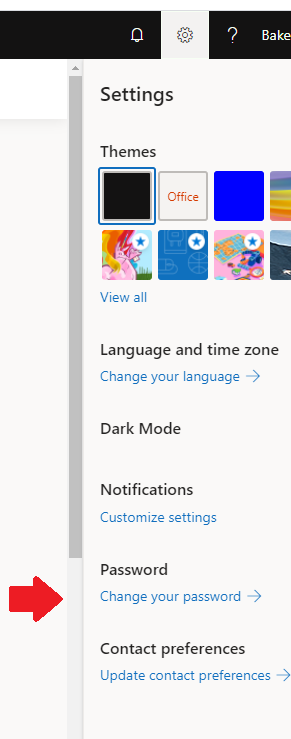 ?
Bake
Settings
Themes
Office
View all
Language and time zone
Change your language →
Dark Mode
Notifications
Customize settings
Password
Change your password →
Contact preferences
Update contact preferences →